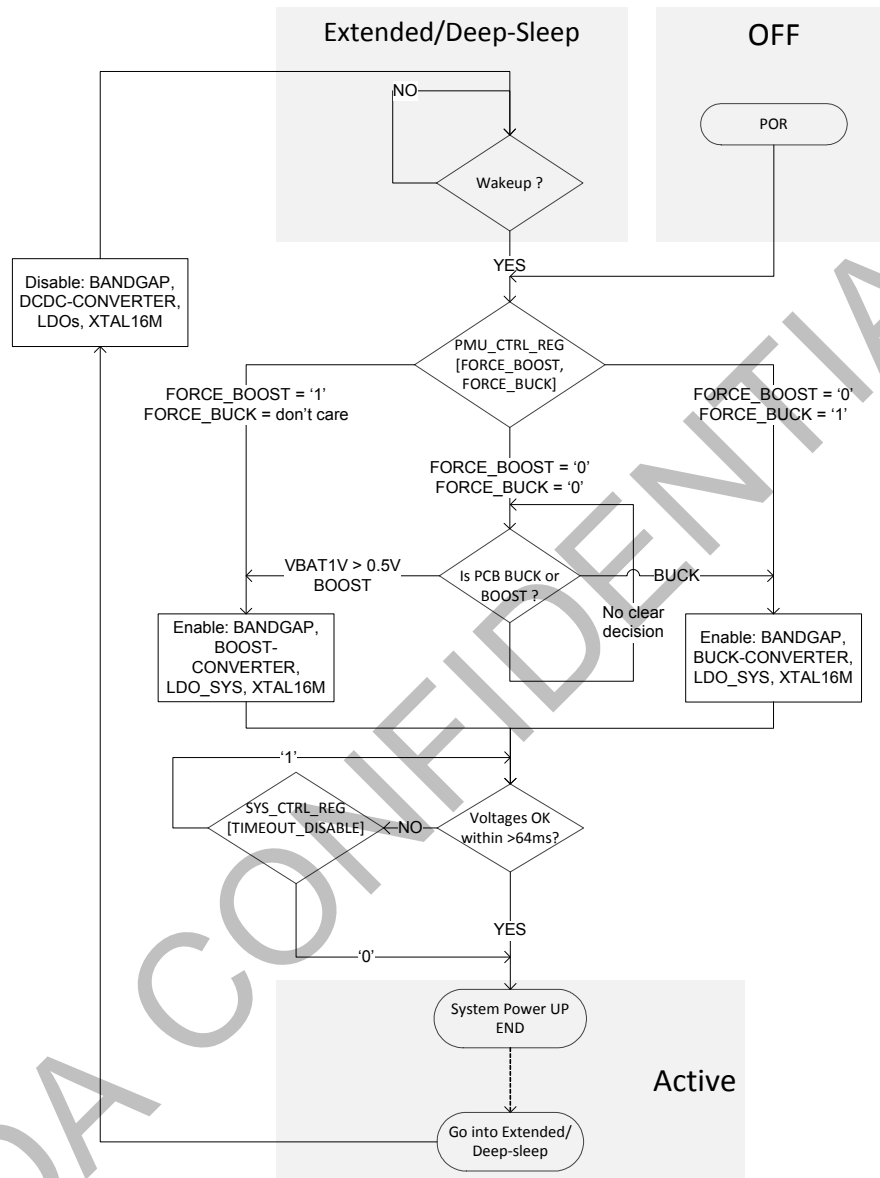 Extended/Deep-Sleep
OFF
NO
POR
Wakeup ?
YES
Disable: BANDGAP,
DCDC-CONVERTER,
LDOs, XTAL16M
PMU_CTRL_REG
[FORCE_BOOST,
FORCE_BUCK]
FORCE_BOOST = ‘1’
FORCE_BUCK = don’t care
FORCE_BOOST = ‘0’
FORCE_BUCK = ‘1’
FORCE_BOOST = ‘0’
FORCE_BUCK = ‘0’
VBAT1V > 0.5V
BOOST
Is PCB BUCK or
BOOST ?
BUCK
No clear
decision
Enable: BANDGAP,
BOOST-
CONVERTER,
LDO_SYS, XTAL16M
Enable: BANDGAP,
BUCK-CONVERTER,
LDO_SYS, XTAL16M
‘1’
SYS_CTRL_REG
[TIMEOUT_DISABLE]
NO
Voltages OK
within >64ms?
YES
‘0’
System Power UP
END
Active
Go into Extended/
Deep-sleep
DA CONFIDENTIA